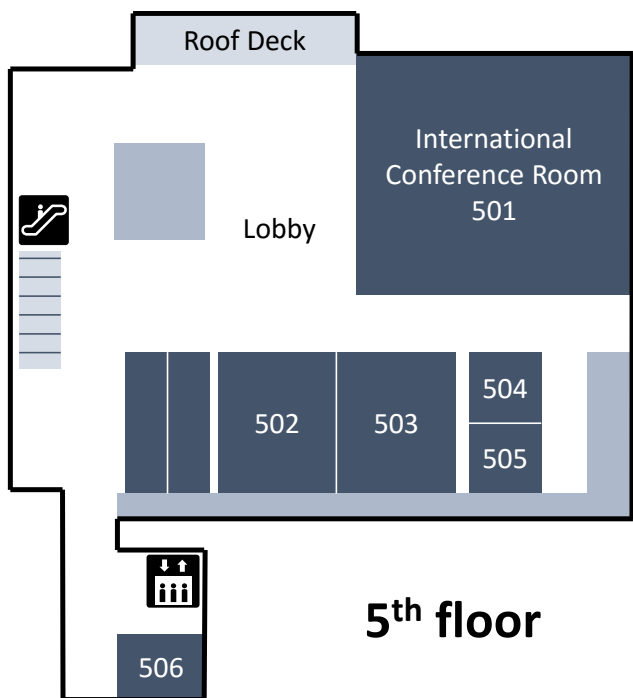 Roof Deck
International
Conference Room
501
Lobby
502
503
504
505
5th floor
506